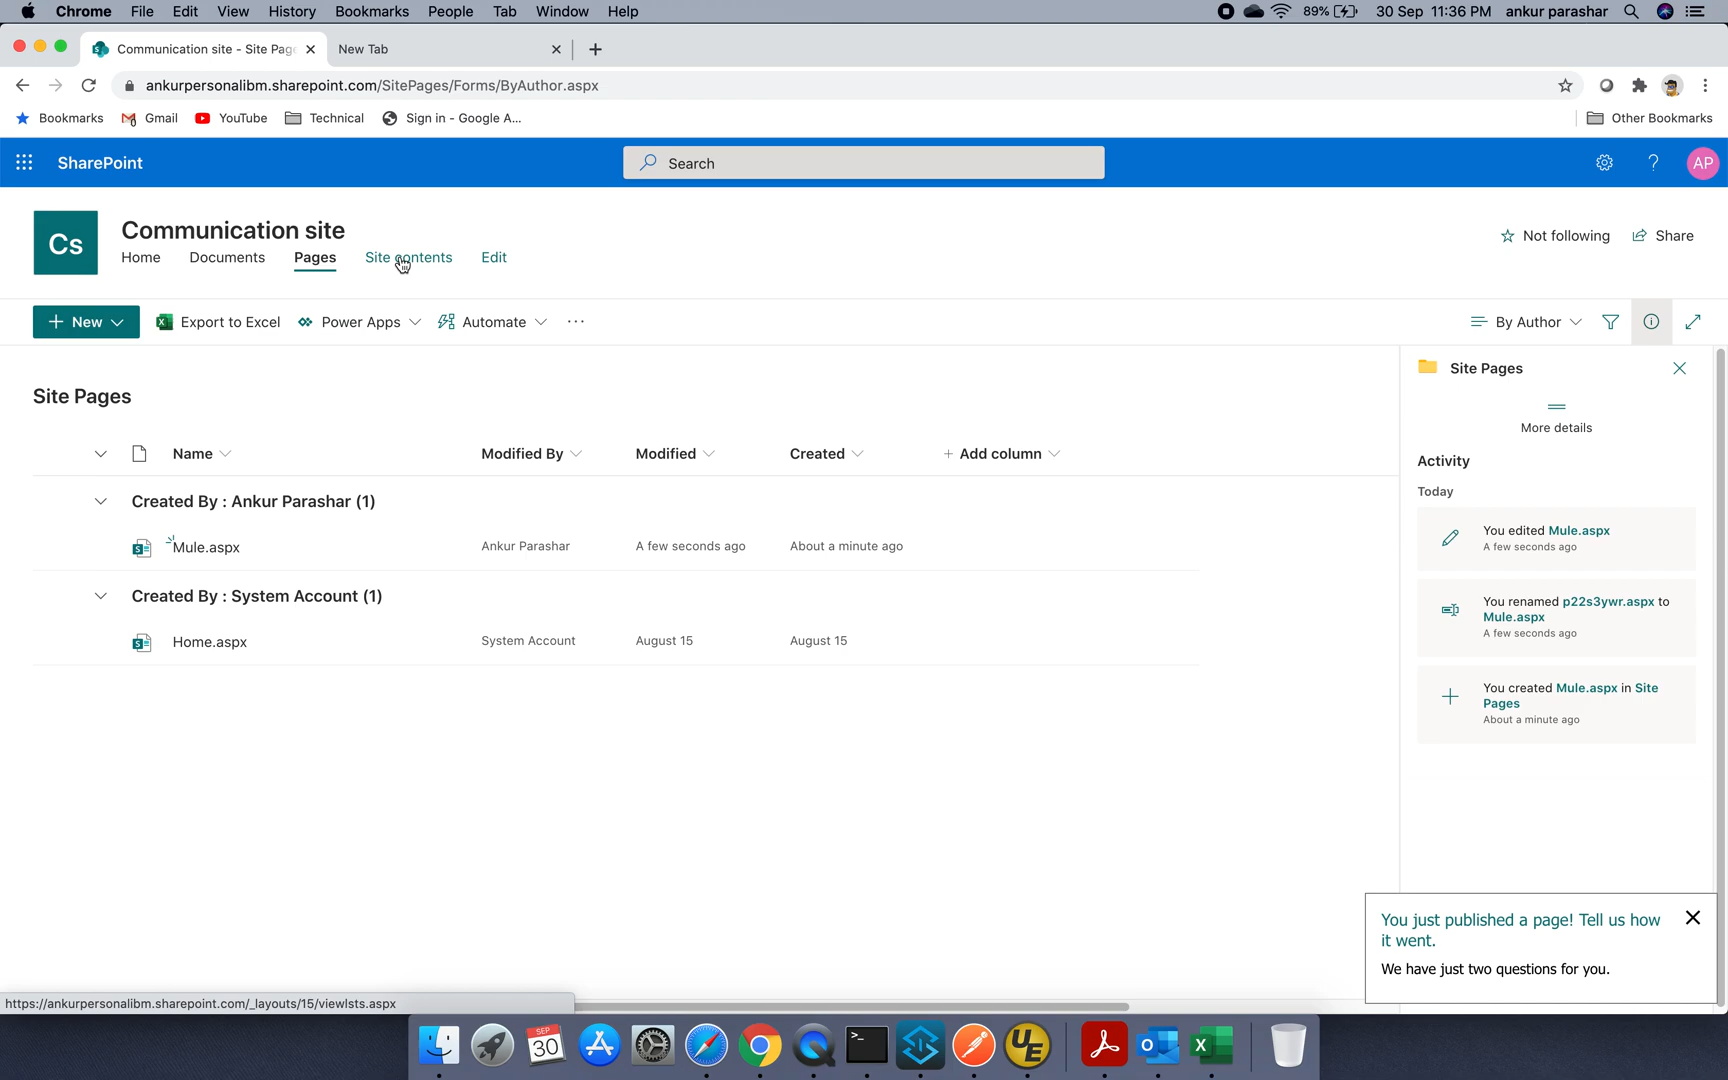 Chrome File Edit View History Bookmarks People Tab Window Help 89% 30 Sep 11:36 PM ankur parashar
Communication site - Site Page New Tab
ankurpersonalibm.sharepoint.com/SitePages/Forms/ByAuthor.aspx
Bookmarks Gmail YouTube Technical Sign in - Google A... Other Bookmarks
SharePoint Search ? AP
Cs Communication site
Home Documents Pages Site contents Edit Not following Share
+ New Export to Excel Power Apps Automate ... By Author
Site Pages
More details
Site Pages
Name Modified By Modified Created + Add column
Activity
Today
Created By : Ankur Parashar (1)
Mule.aspx Ankur Parashar A few seconds ago About a minute ago
Created By : System Account (1)
Home.aspx System Account August 15 August 15
You edited Mule.aspx
A few seconds ago
You renamed p22s3ywr.aspx to
Mule.aspx
A few seconds ago
You created Mule.aspx in Site
Pages
About a minute ago
You just published a page! Tell us how
it went.
We have just two questions for you.
https://ankurpersonalibm.sharepoint.com/_layouts/15/viewlsts.aspx
SEP
30
UE